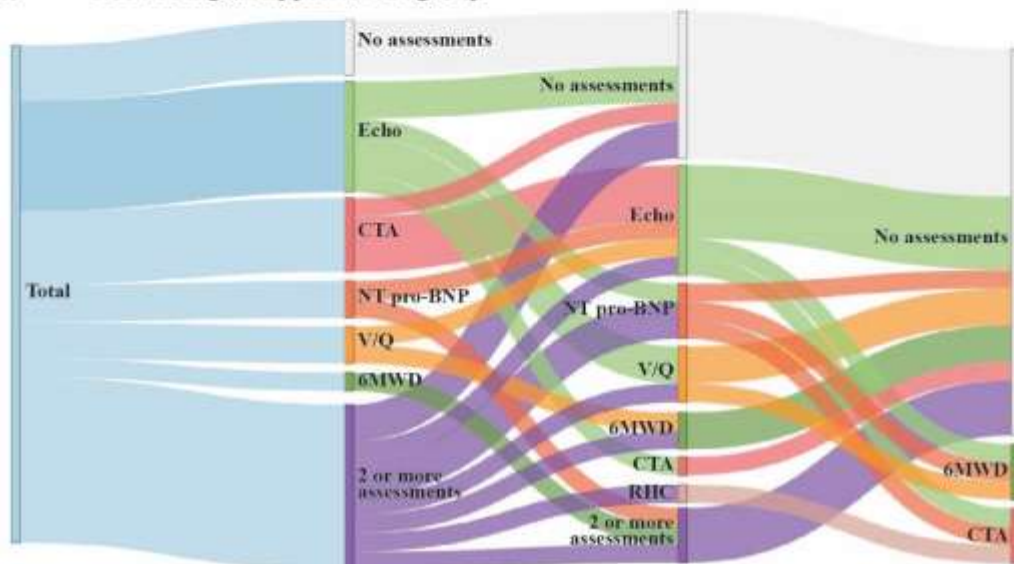 No assessments
No assessments
Echo
Echo
CTA
No assessments
Total
NT pro-BNP
NT pro-BNP
V/Q
V/Q
6MWD
6MWD
CTA
6MWD
2 or more
assessments
RHC
2 or more
assessments
CTA